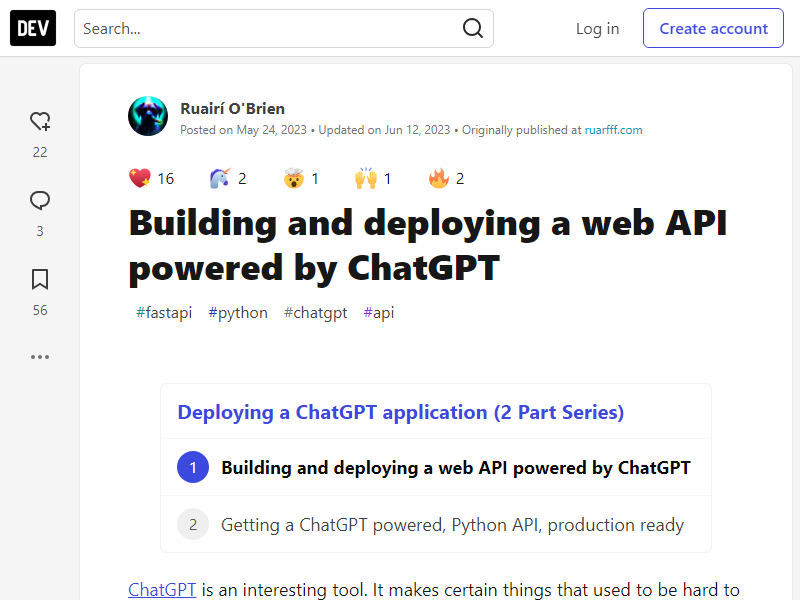 DEV
Search...
Log in
Create account
Ruairí O'Brien
Posted on May 24, 2023 • Updated on Jun 12, 2023 • Originally published at ruarfff.com
16
2
1
1
2
Building and deploying a web API
powered by ChatGPT
#fastapi #python #chatgpt #api
22
3
56
Deploying a ChatGPT application (2 Part Series)
1 Building and deploying a web API powered by ChatGPT
2 Getting a ChatGPT powered, Python API, production ready
ChatGPT is an interesting tool. It makes certain things that used to be hard to